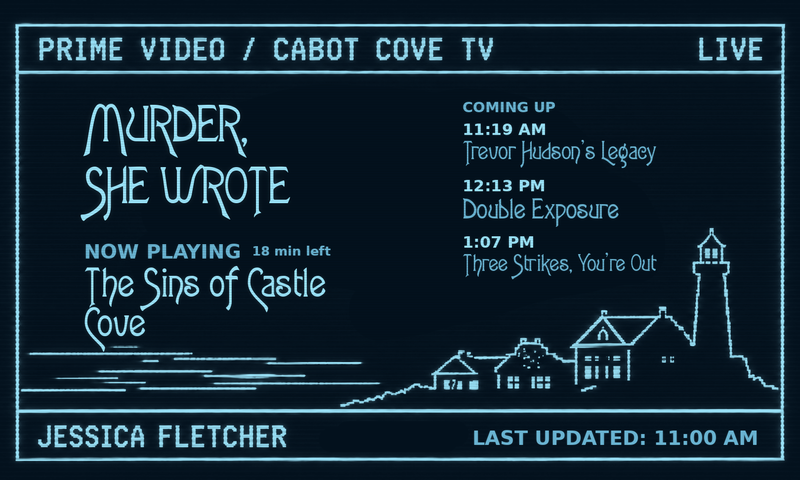 PRIME VIDEO / CABOT COVE TV
LIVE
MURDER,
SHE WROTE
NOW PLAYING 18 min left
The Sins of Castle
Cove
COMING UP
11:19 AM
Trevor Hudson's Legacy
12:13 PM
Double Exposure
1:07 PM
Three Strikes, You're Out
JESSICA FLETCHER
LAST UPDATED: 11:00 AM